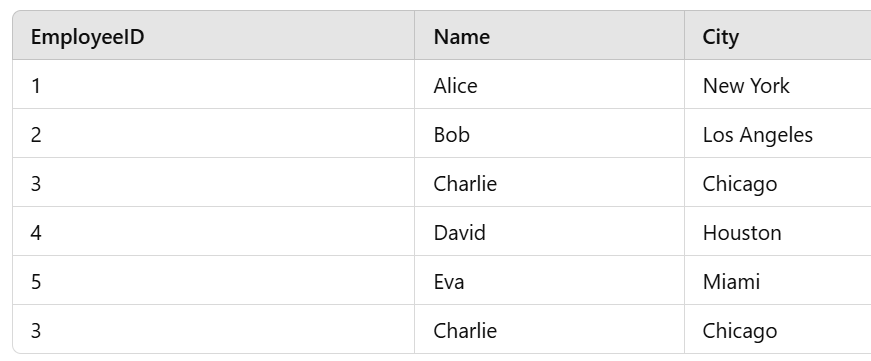 EmployeeID Name City
1 Alice New York
2 Bob Los Angeles
3 Charlie Chicago
4 David Houston
5 Eva Miami
3 Charlie Chicago